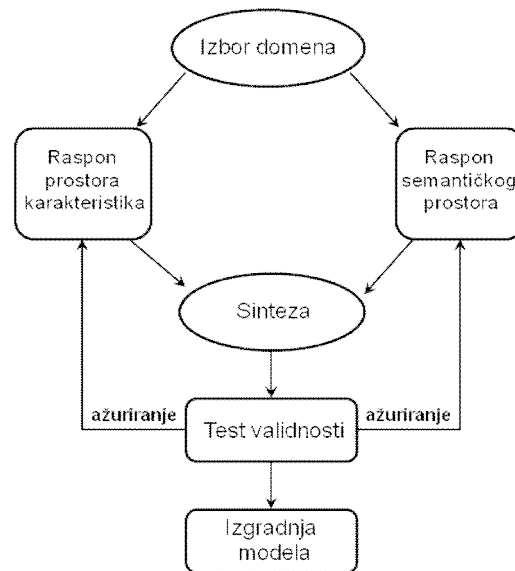 Izbor domena
Raspon
prostora
karakteristika
Raspon
semantičkog
prostora
Sinteza
ažuriranje
ažuriranje
Test validnosti
Izgradnja
modela